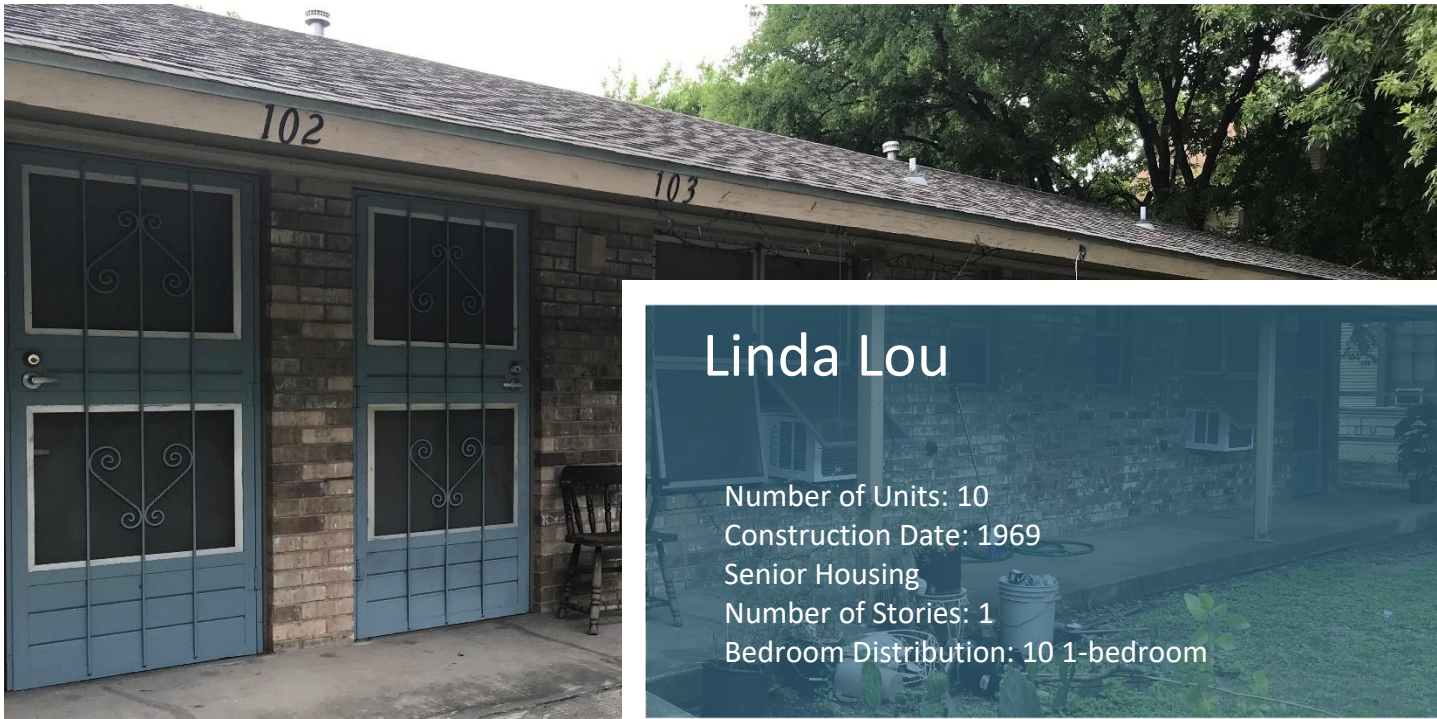 102
103
Linda Lou
Number of Units: 10
Construction Date: 1969
Senior Housing
Number of Stories: 1
Bedroom Distribution: 10 1-bedroom